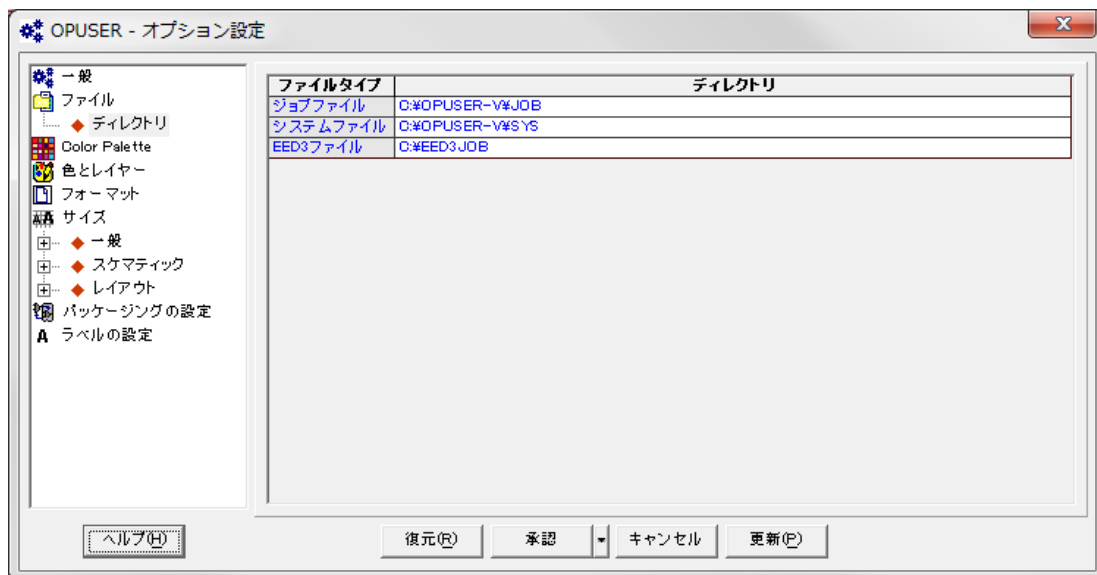 OPUSER - オプション設定
一般
ファイル
ディレクトリ
Color Palette
色とレイヤー
フォーマット
サイズ
一般
スケマティック
レイアウト
パッケージングの設定
A ラベルの設定
ファイルタイプ ディレクトリ
ジョブファイル C:¥OPUSER-V¥JOB
システムファイル C:¥OPUSER-V¥SYS
EED3ファイル C:¥EED3JOB
ヘルプ(H) 復元(R) 承認 キャンセル 更新(P)